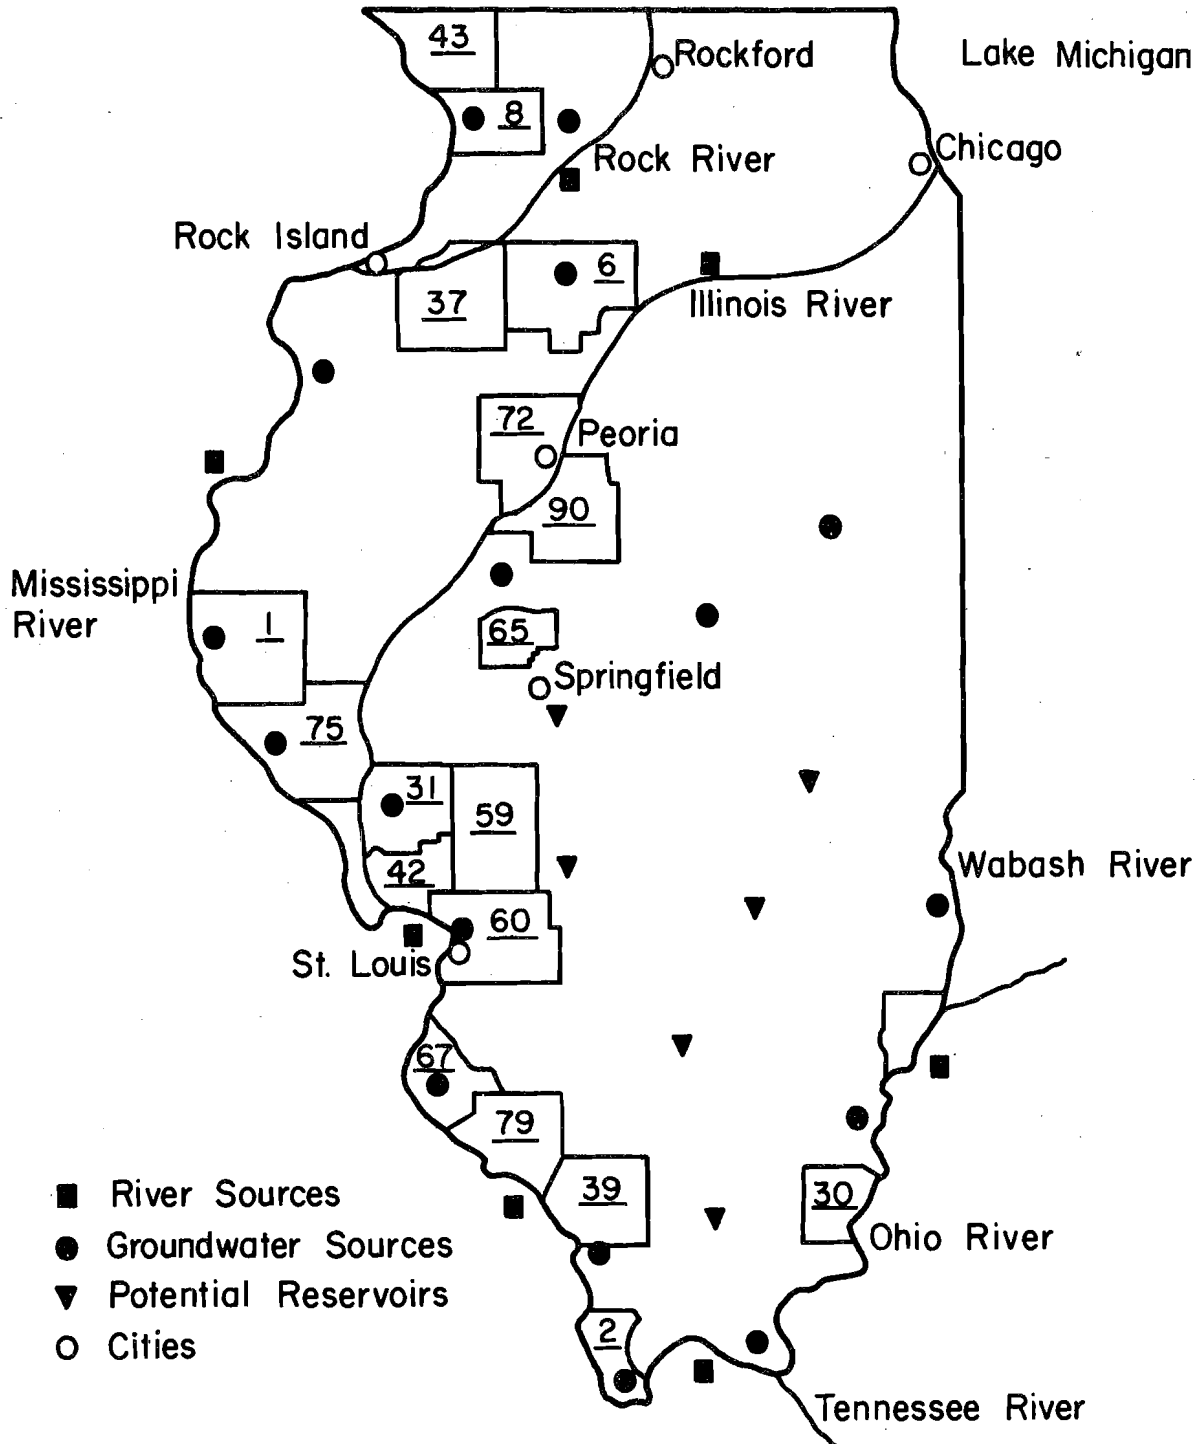 43
Rockford
Lake Michigan
8
Chicago
Rock River
Rock Island
6
37
Illinois River
72
Peoria
90
Mississippi
River
1
65
Springfield
75
31
59
42
Wabash River
60
St. Louis
67
79
39
30
River Sources
Groundwater Sources
Ohio River
Potential Reservoirs
2
Cities
Tennessee River